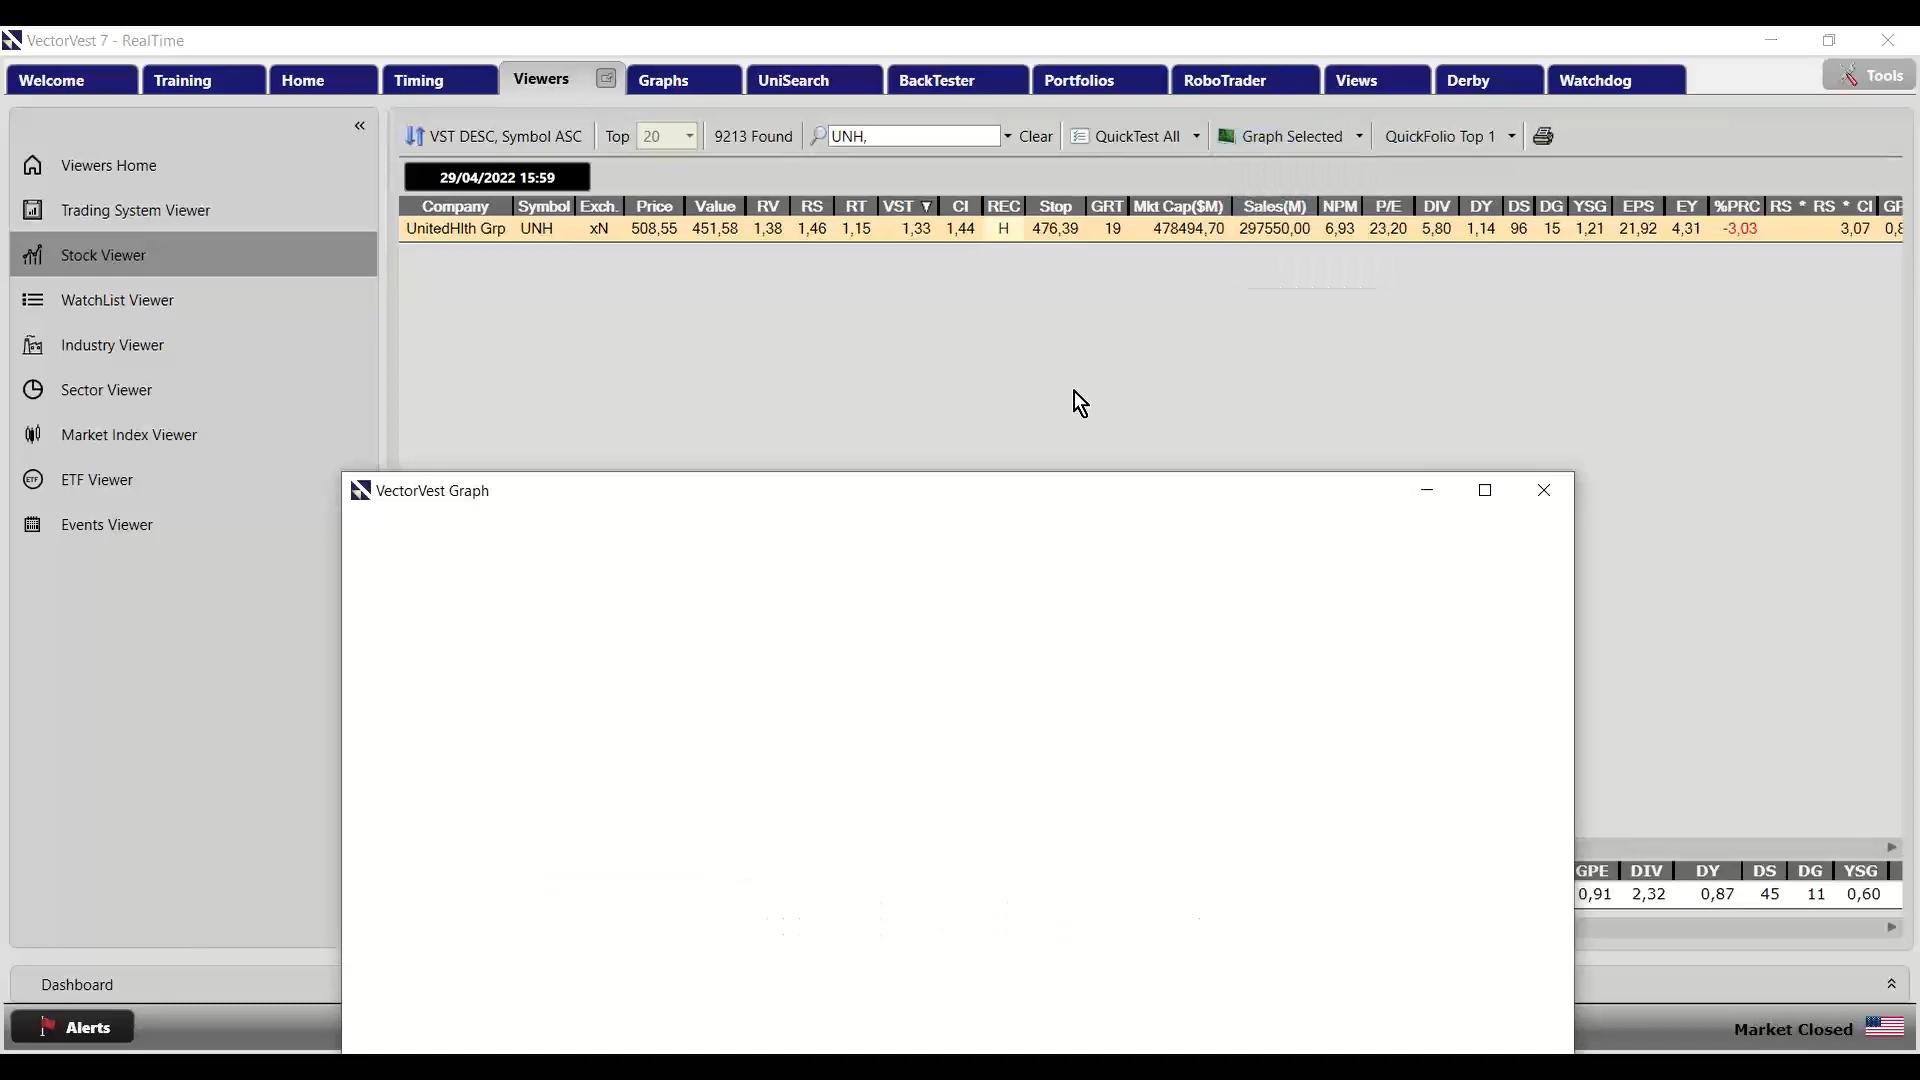 VectorVest 7 - RealTime
Welcome Training Home Timing Viewers Graphs UniSearch BackTester Portfolios RoboTrader Views Derby Watchdog Tools
«
VST DESC, Symbol ASC Top 20 9213 Found UNH, Clear QuickTest All Graph Selected QuickFolio Top 1
29/04/2022 15:59
Company Symbol Exch. Price Value RV RS RT VST ▼ CI REC Stop GRT Mkt Cap($M) Sales(M) NPM P/E DIV DY DS DG YSG EPS EY %PRC RS * RS * CI
UnitedHlth Grp UNH xN 508,55 451,58 1,38 1,46 1,15 1,33 1,44 H 476,39 19 478494,70 297550,00 6,93 23,20 5,80 1,14 96 15 1,21 21,92 4,31 -3,03 3,07
Viewers Home
Trading System Viewer
Stock Viewer
WatchList Viewer
Industry Viewer
Sector Viewer
Market Index Viewer
ETF ETF Viewer
Events Viewer
VectorVest Graph
GPE DIV DY DS DG YSG
0,91 2,32 0,87 45 11 0,60
Dashboard
Alerts
Market Closed